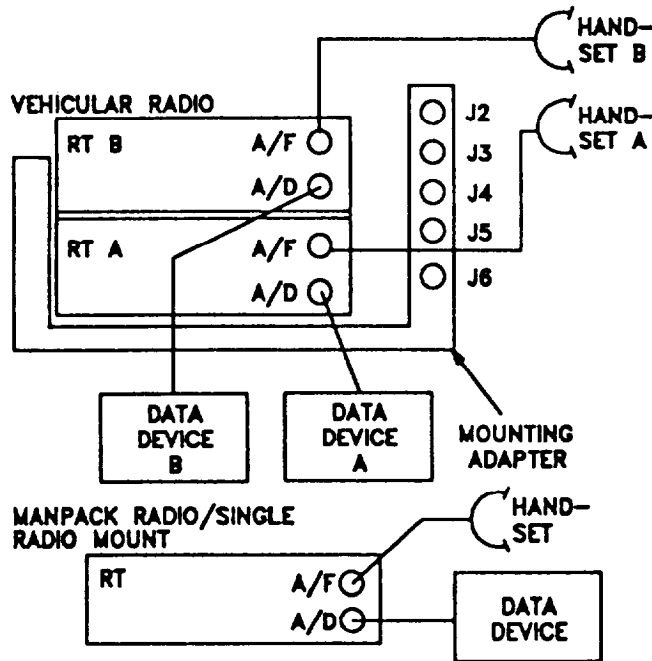 HAND-
SET B
VEHICULAR RADIO
RT B
A/F
A/D
J2
J3
J4
J5
J6
HAND-
SET A
RT A
A/F
A/D
DATA
DEVICE
B
DATA
DEVICE
A
MOUNTING
ADAPTER
MANPACK RADIO/SINGLE
RADIO MOUNT
HAND-
SET
RT
A/F
A/D
DATA
DEVICE